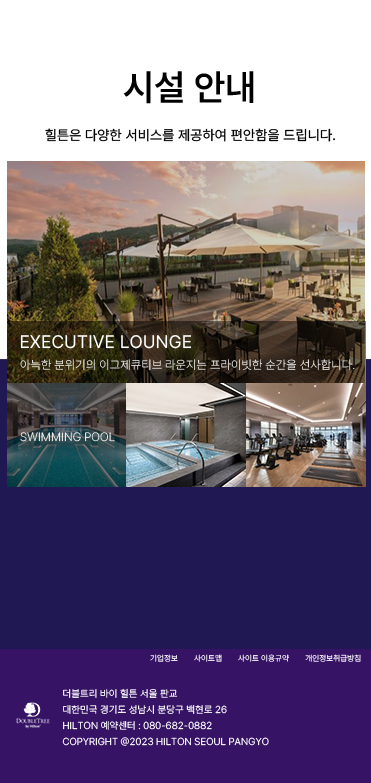 시설 안내
힐튼은 다양한 서비스를 제공하여 편안함을 드립니다.
EXECUTIVE LOUNGE
아늑한 분위기의 이그제큐티브 라운지는 프라이빗한 순간을 선사합니다.
SWIMMING POOL
기업정보 사이트맵 사이트 이용규약 개인정보취급방침
더블트리 바이 힐튼 서울 판교
대한민국 경기도 성남시 분당구 백현로 26
HILTON 예약센터 : 080-682-0882
COPYRIGHT @2023 HILTON SEOUL PANGYO
DOUBLETREE
by Hilton